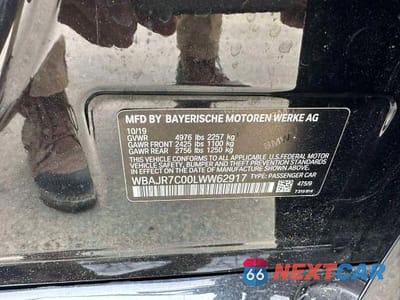 MFD BY BAYERISCHE MOTOREN WERKE AG
10/19
GVWR 4976 lbs 2257 kg
GAWR FRONT 2425 lbs 1100 kg
GAWR REAR 2756 lbs 1250 kg
BMW
THIS VEHICLE CONFORMS TO ALL APPLICABLE U.S.FEDERAL MOTOR
VEHICLE SAFETY, BUMPER, AND THEFT PREVENTION STANDARDS
IN EFFECT ON THE DATE OF MANUFACTURE SHOWN ABOVE.
WBAJR7C00LWW62917 TYPE: PASSENGER CAR
475/9
66 NEXTCAR